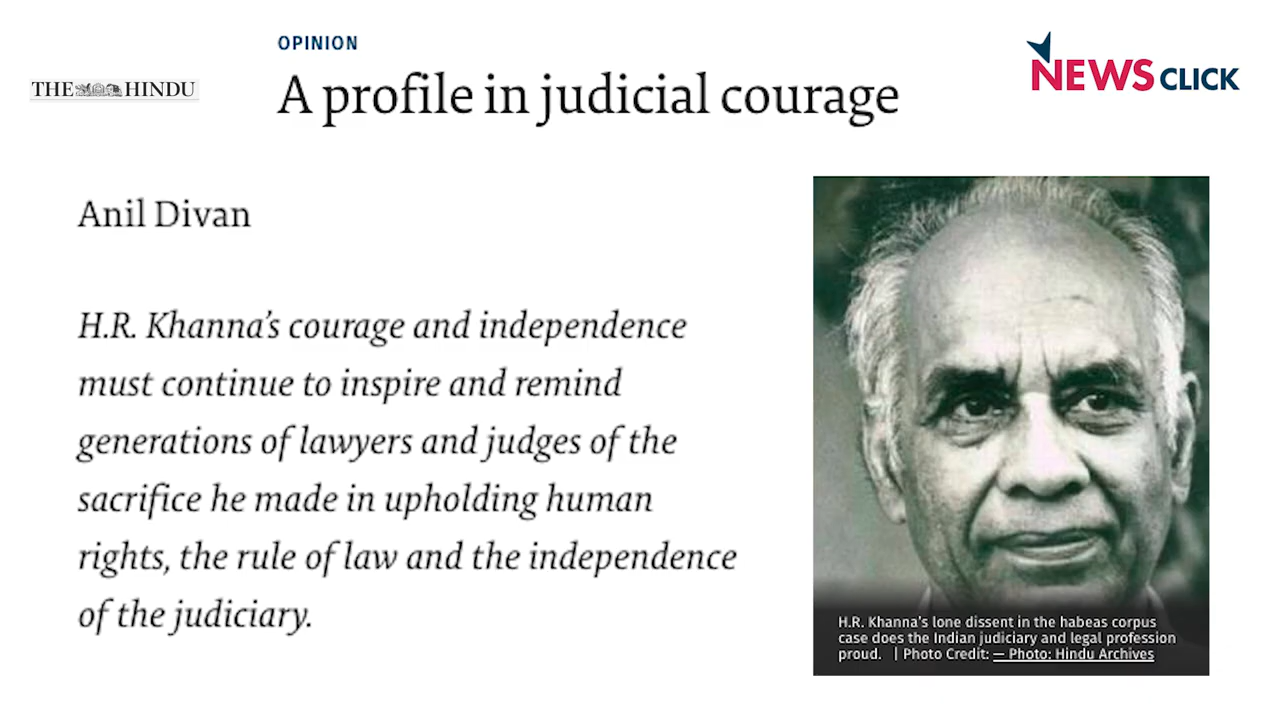 OPINION
THE HINDU
A profile in judicial courage
NEWSCLICK
Anil Divan
H.R. Khanna’s courage and independence
must continue to inspire and remind
generations of lawyers and judges of the
sacrifice he made in upholding human
rights, the rule of law and the independence
of the judiciary.
H.R. Khanna’s lone dissent in the habeas corpus
case does the Indian judiciary and legal profession
proud. | Photo Credit: — Photo: Hindu Archives